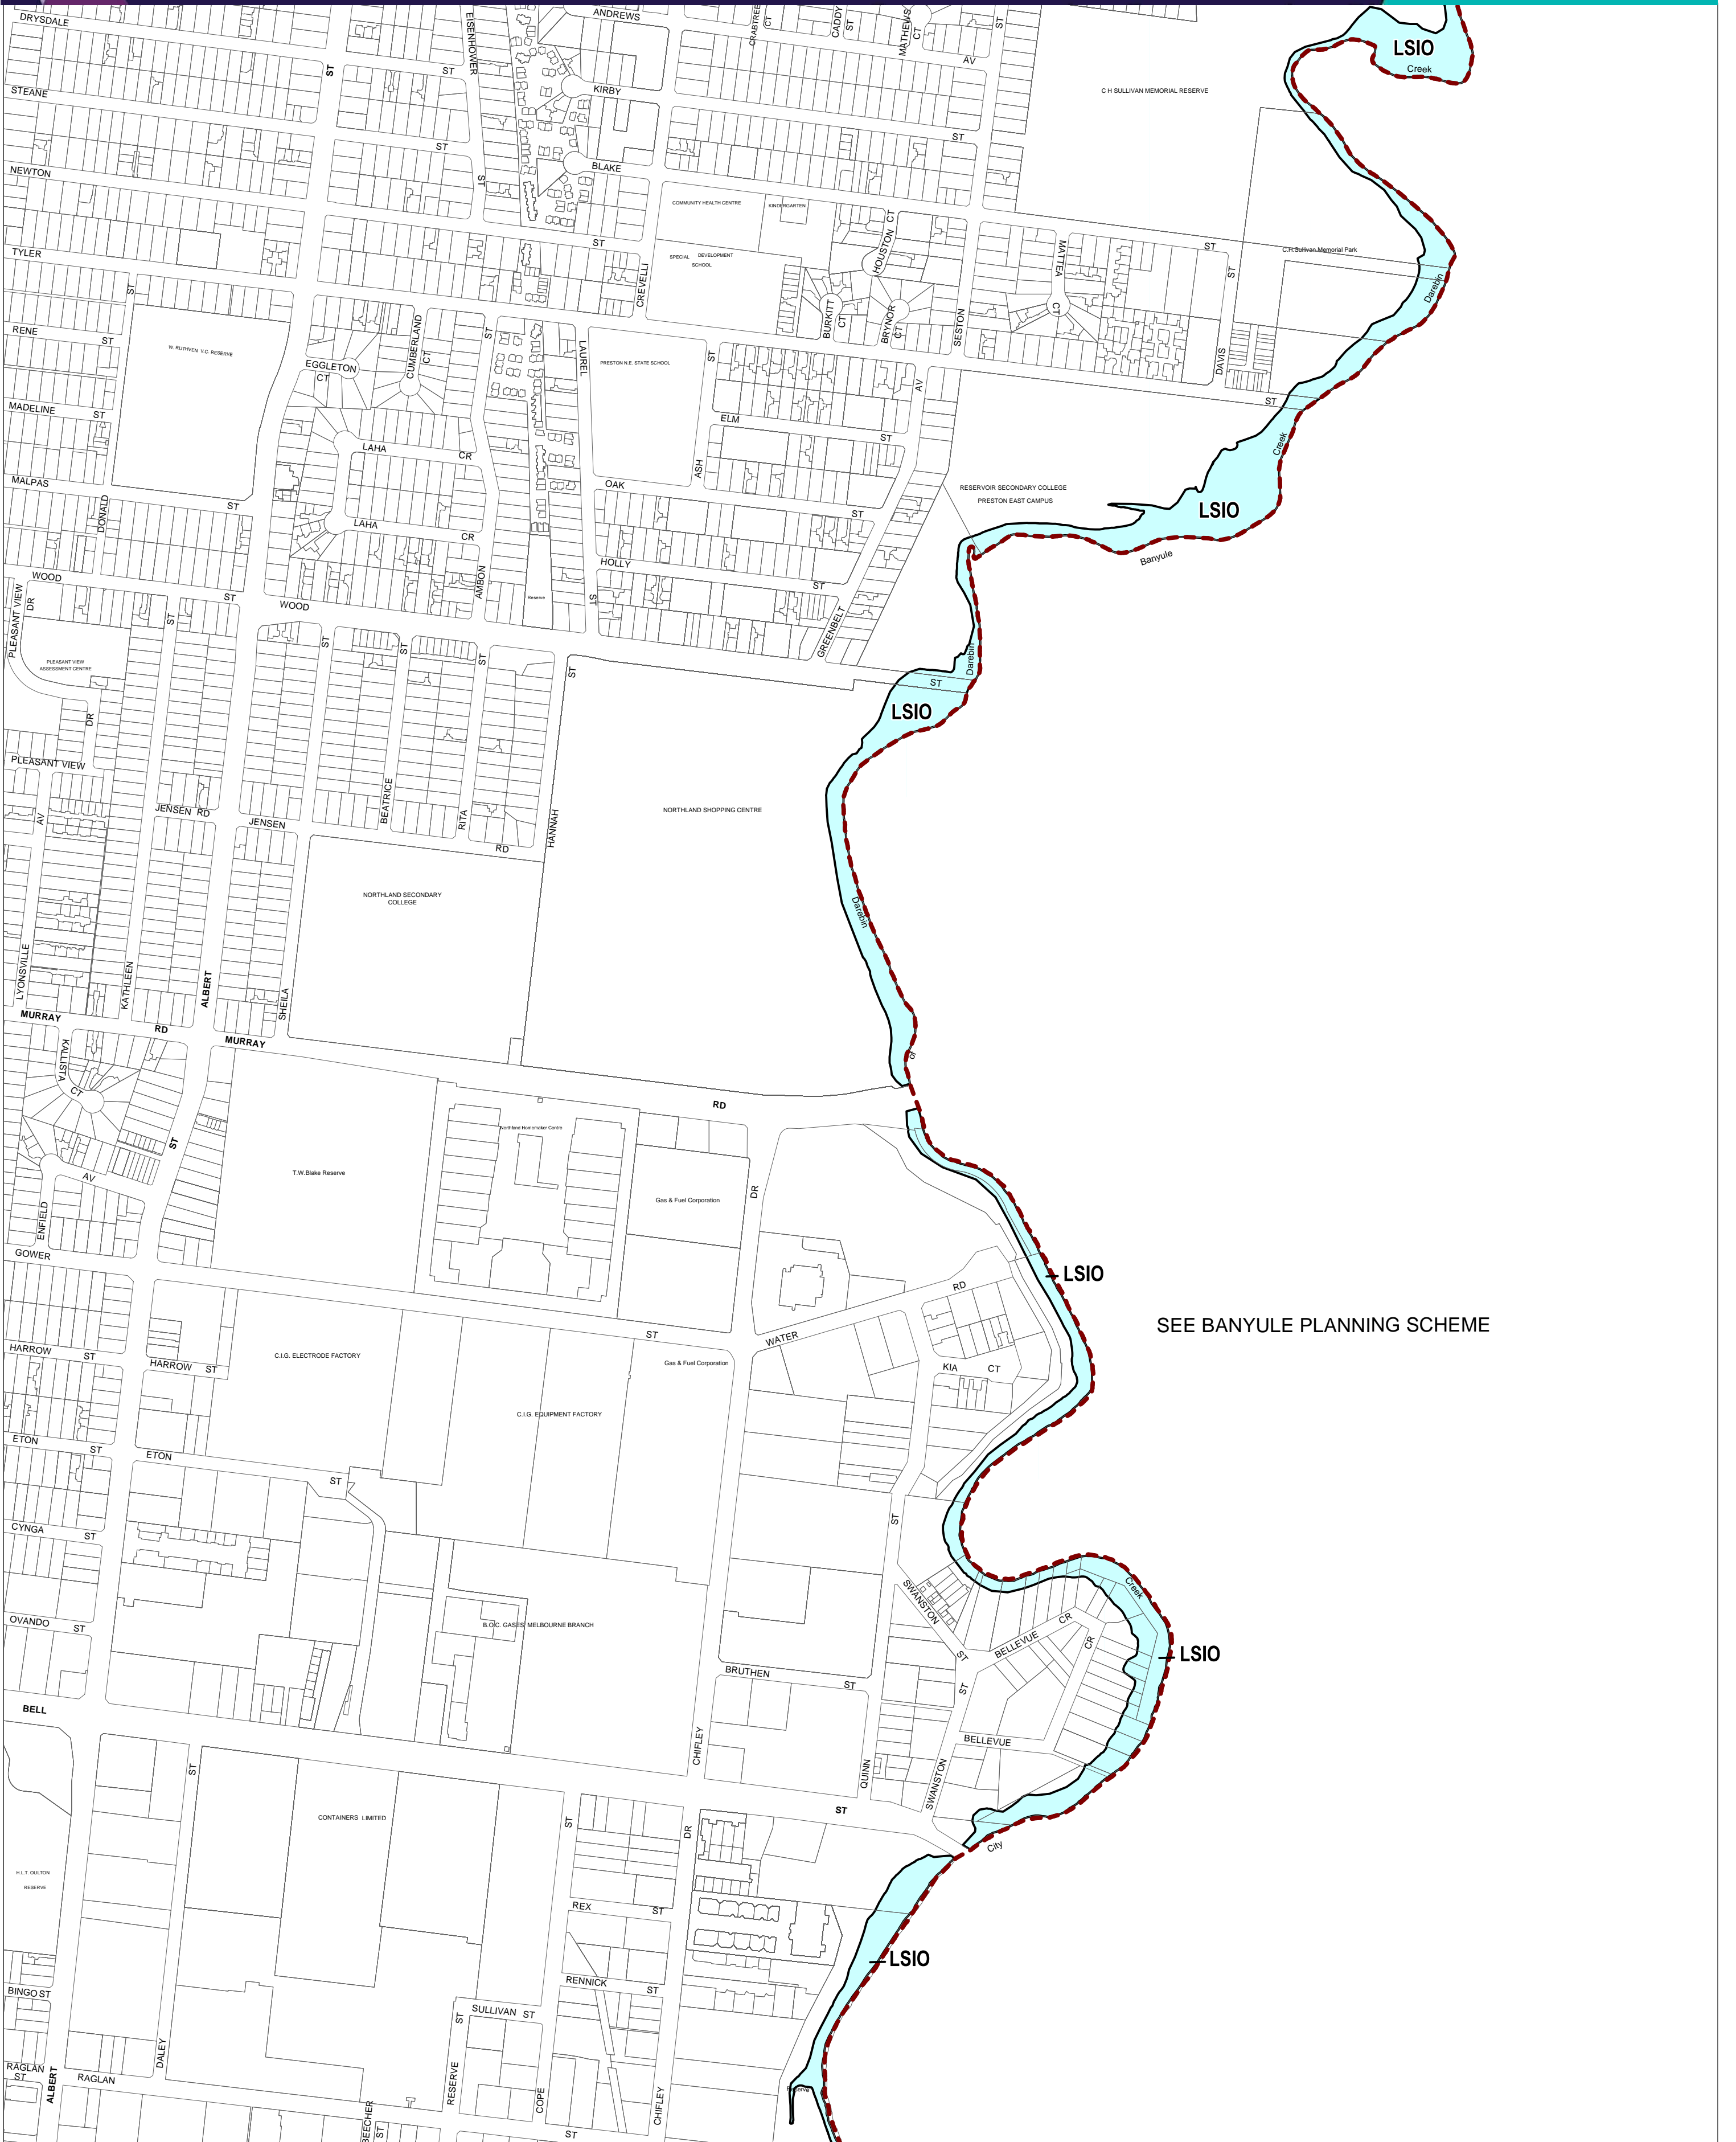 DRYSDALE
ST
EISENHOWER
ANDREWS
CRABTREE
CT
CADDY
ST
MATHEWS
CT
ST
LSIO
Creek
ST
AV
STEANE
KIRBY
C H SULLIVAN MEMORIAL RESERVE
ST
ST
NEWTON
ST
BLAKE
COMMUNITY HEALTH CENTRE
KINDERGARTEN
HOUSTON CT
ST
MATTEA
CT
ST
C.H.Sullivan Memorial Park
TYLER
SPECIAL DEVELOPMENT
SCHOOL
CREVELLI
ST
ST
Darebin
BURKITT
CT
BRYNOR
CT
SESTON
RENE
ST
W. RUTHVEN V.C. RESERVE
EGGLETON
CT
CUMBERLAND
CT
ST
LAUREL
PRESTON N.E. STATE SCHOOL
ST
DAVIS
AV
ST
MADELINE
ST
ELM
ST
LAHA
CR
ASH
Creek
MALPAS
DONALD
ST
OAK
ST
RESERVOIR SECONDARY COLLEGE
PRESTON EAST CAMPUS
LSIO
LAHA
CR
Banyule
HOLLY
ST
WOOD
ST
PLEASANT VIEW
DR
WOOD
AMBON
Reserve
ST
GREENBELT
ST
ST
ST
ST
PLEASANT VIEW
ASSESSMENT CENTRE
ST
Darebin
ST
LSIO
DR
PLEASANT VIEW
AV
JENSEN RD
JENSEN
BEATRICE
RITA
RD
HANNAH
NORTHLAND SHOPPING CENTRE
NORTHLAND SECONDARY
COLLEGE
Darebin
LYONSVILLE
KATHLEEN
ALBERT
SHEILA
MURRAY
RD
MURRAY
of
KALLISTA
CT
RD
Northland Homemaker Centre
ST
T.W.Blake Reserve
AV
Gas & Fuel Corporation
DR
ENFIELD
GOWER
LSIO
RD
SEE BANYULE PLANNING SCHEME
WATER
ST
HARROW
ST
HARROW
ST
C.I.G. ELECTRODE FACTORY
Gas & Fuel Corporation
KIA
CT
C.I.G. EQUIPMENT FACTORY
ETON
ST
ETON
ST
CYNGA
ST
ST
SWANSTON
ST
Creek
OVANDO
ST
B.O.C. GASES MELBOURNE BRANCH
BELLEVUE
CR
CR
LSIO
BRUTHEN
ST
ST
BELL
BELLEVUE
CHIFLEY
QUINN
SWANSTON
ST
CONTAINERS LIMITED
ST
ST
DR
City
H.L.T. OULTON
RESERVE
REX
ST
LSIO
RENNICK
ST
BINGO ST
SULLIVAN ST
ST
DALEY
RAGLAN
ST
ALBERT
RAGLAN
RESERVE
COPE
CHIFLEY
Reserve
BEECHER
ST
ST